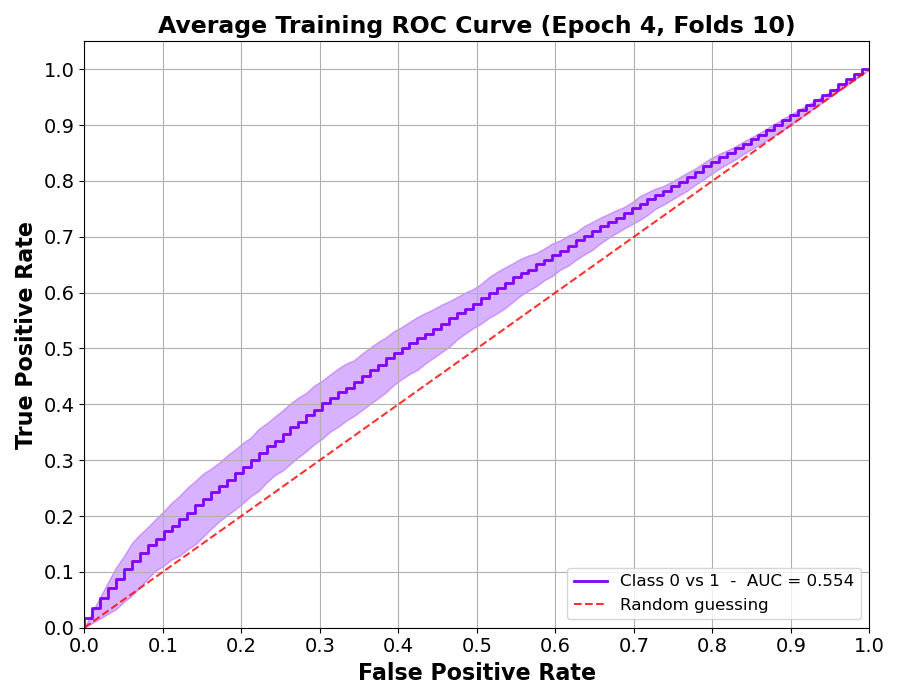 Average Training ROC Curve (Epoch 4, Folds 10)
True Positive Rate
1.0
0.9
0.8
0.7
0.6
0.5
0.4
0.3
0.2
0.1
0.0
Class 0 vs 1 - AUC = 0.554
Random guessing
0.0 0.1 0.2 0.3 0.4 0.5 0.6 0.7 0.8 0.9 1.0
False Positive Rate